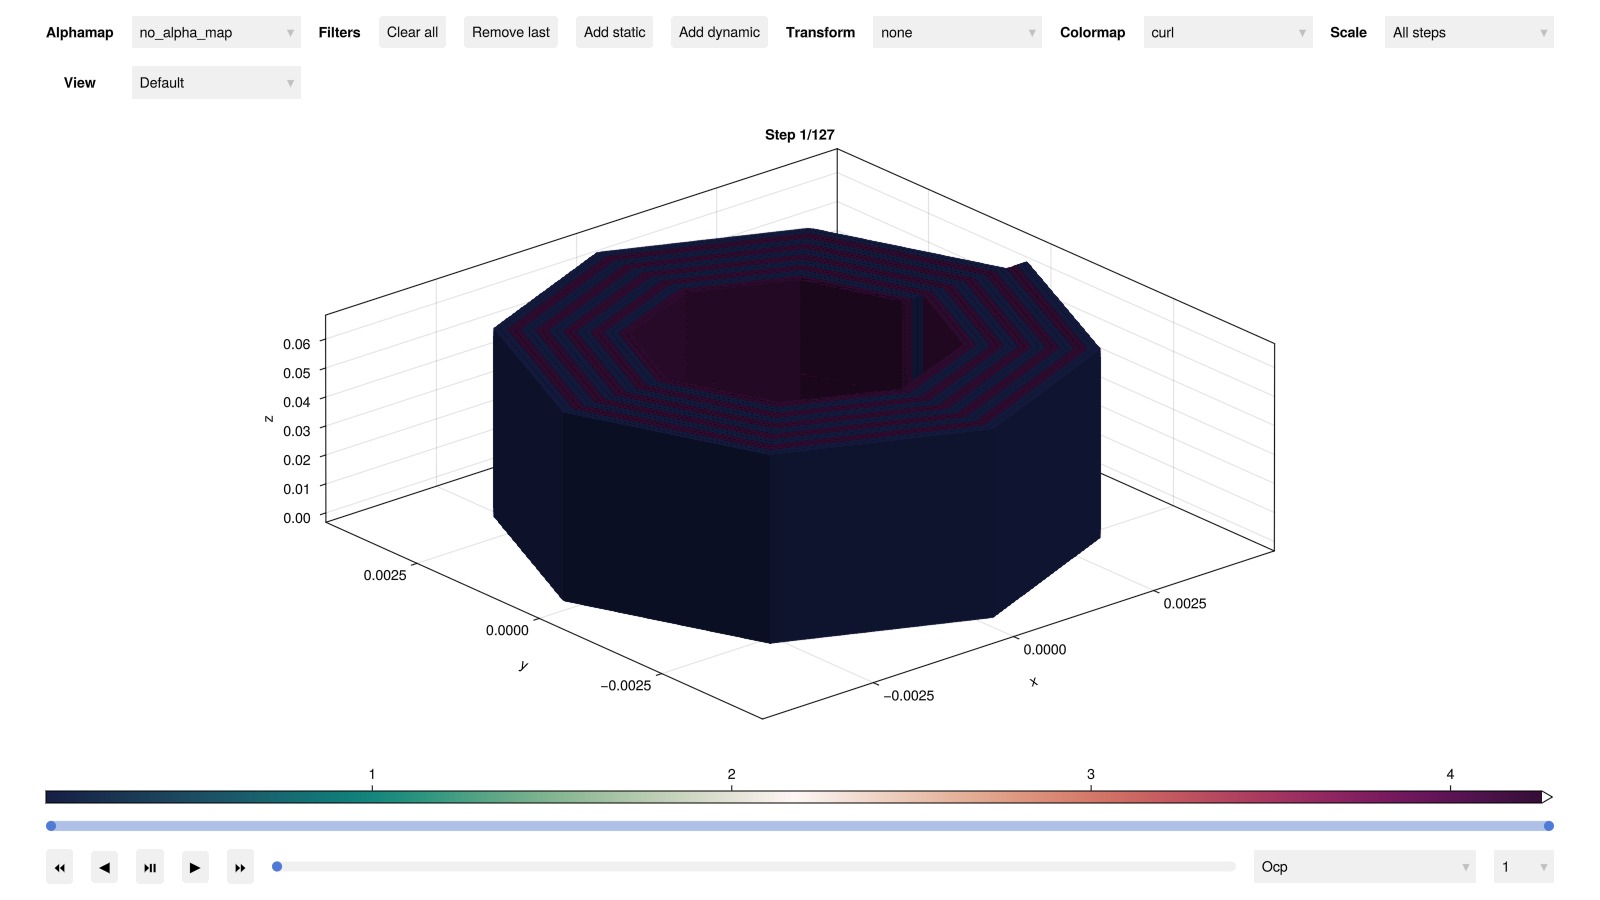 Alphamap no_alpha_map Filters Clear all Remove last Add static Add dynamic Transform none Colormap curl Scale All steps
View Default
Step 1/127
0.06
0.05
0.04
z
0.03
0.02
0.01
0.00
0.0025
0.0000
y
−0.0025
0.0025
0.0000
x
−0.0025
1 2 3 4
Ocp 1